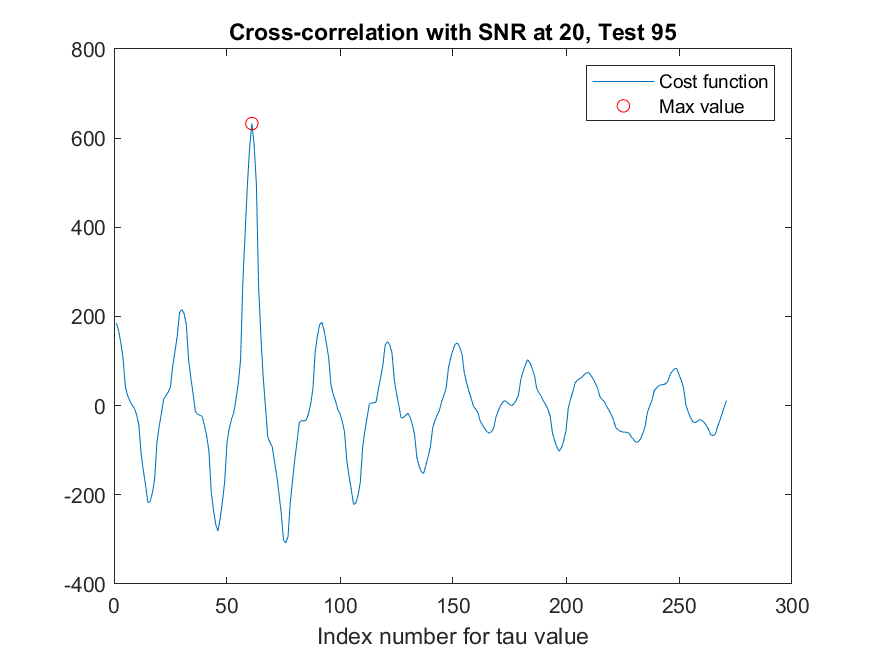 Cross-correlation with SNR at 20, Test 95
800
600
400
200
0
-200
-400
0 50 100 150 200 250 300
Index number for tau value
Cost function
Max value